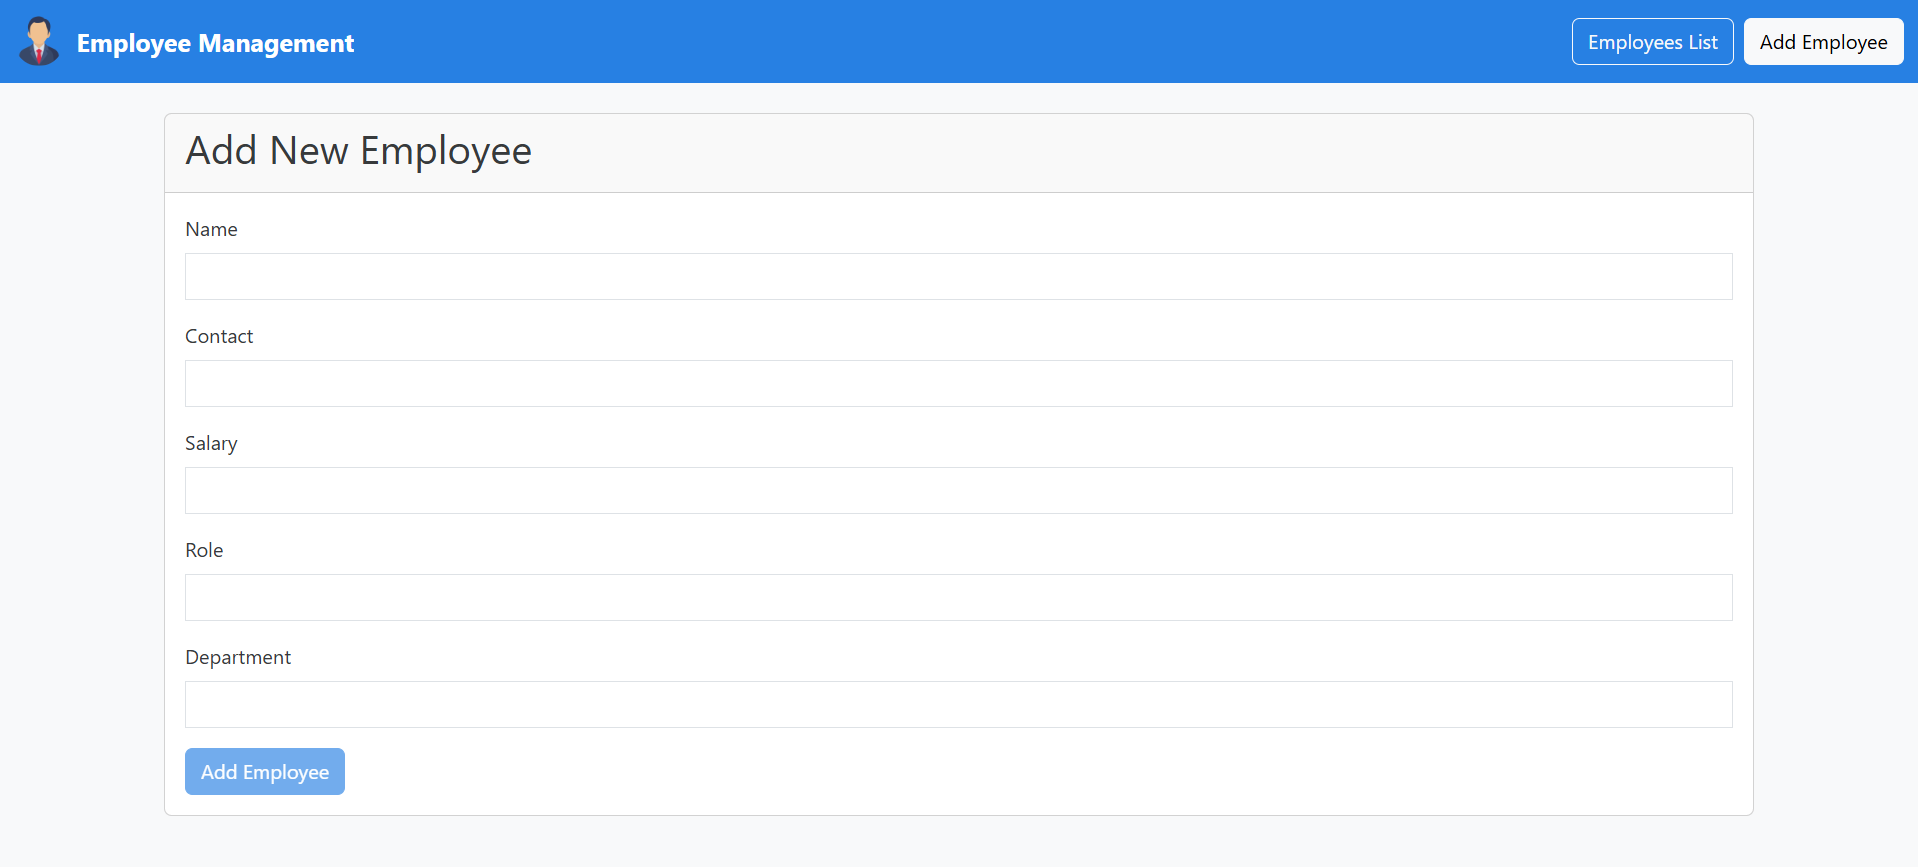 Employee Management
Employees List
Add Employee
Add New Employee
Name
Contact
Salary
Role
Department
Add Employee